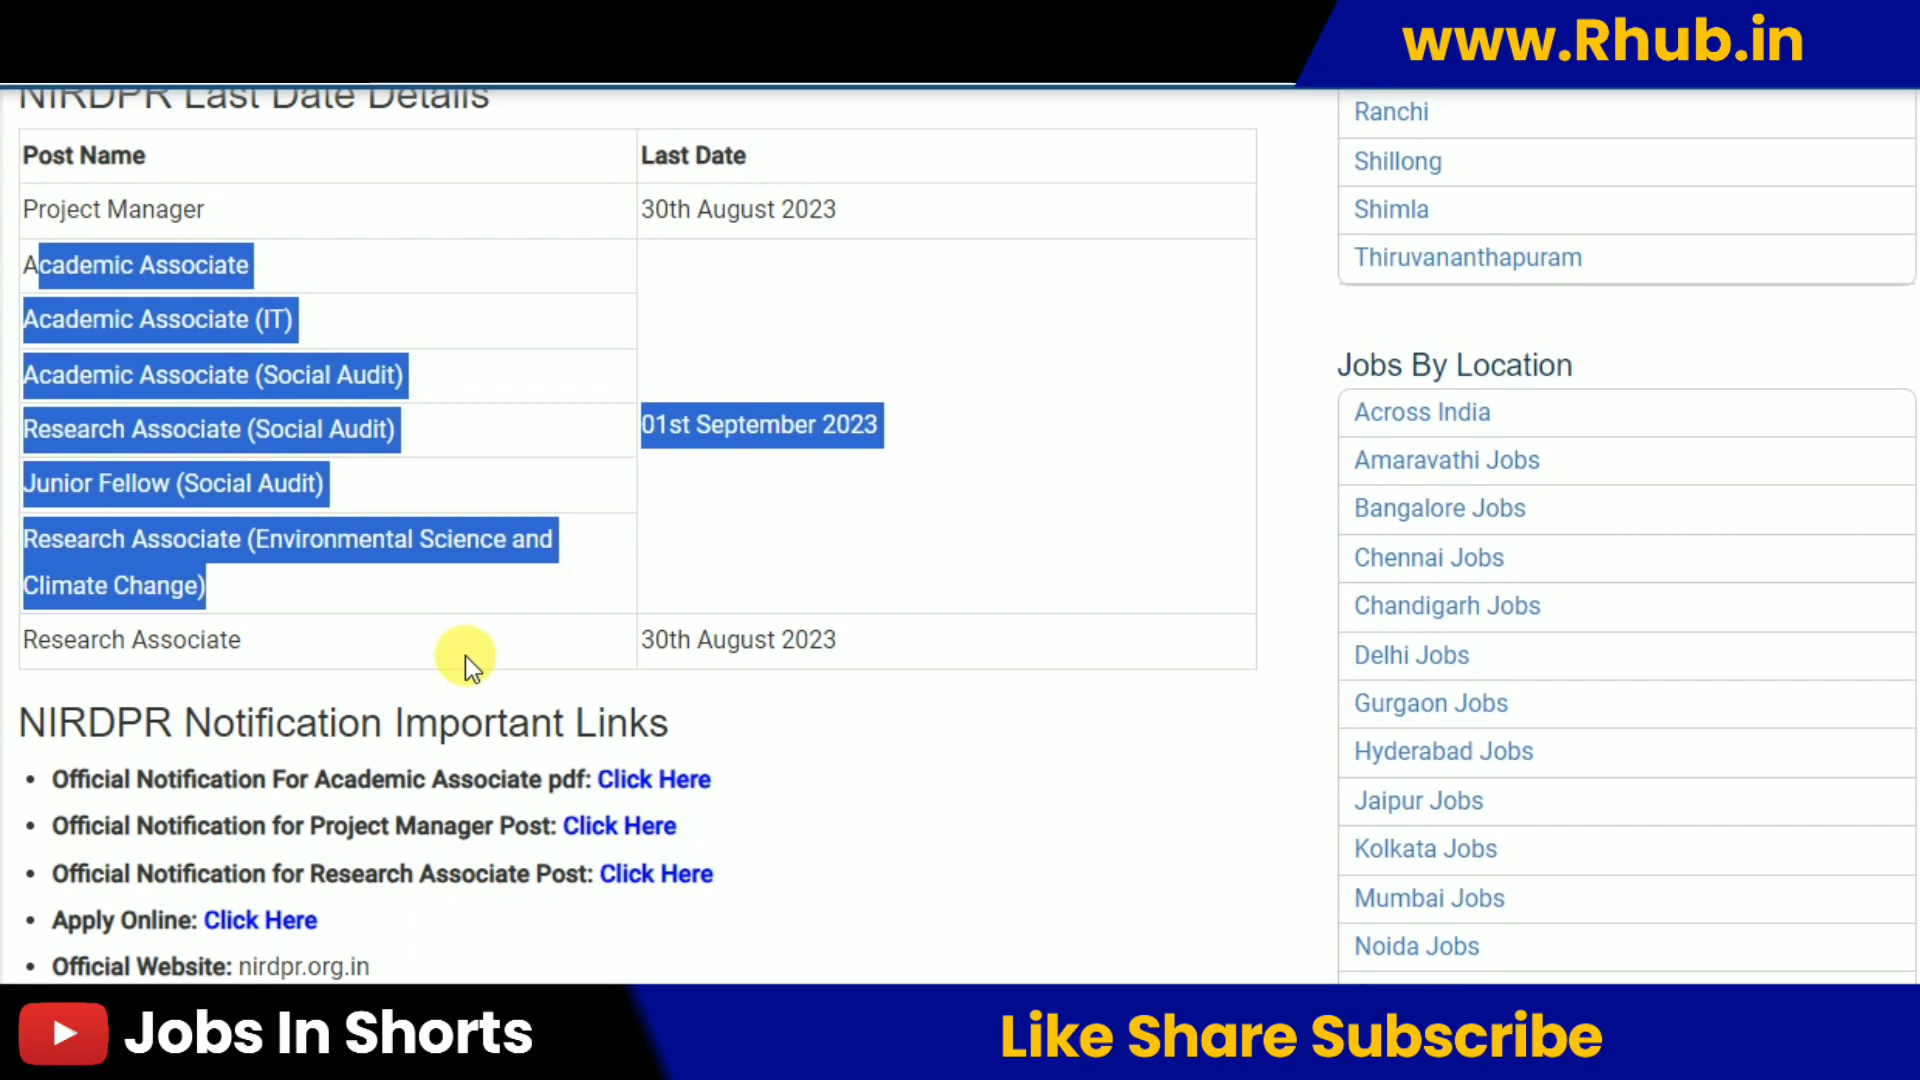 www.Rhub.in
NIRDPR Last Date Details
Post Name
Last Date
Project Manager
30th August 2023
Academic Associate
Academic Associate (IT)
Academic Associate (Social Audit)
Research Associate (Social Audit)
Junior Fellow (Social Audit)
Research Associate (Environmental Science and
Climate Change)
01st September 2023
Research Associate
30th August 2023
NIRDPR Notification Important Links
• Official Notification For Academic Associate pdf: Click Here
• Official Notification for Project Manager Post: Click Here
• Official Notification for Research Associate Post: Click Here
• Apply Online: Click Here
• Official Website: nirdpr.org.in
Ranchi
Shillong
Shimla
Thiruvananthapuram
Jobs By Location
Across India
Amaravathi Jobs
Bangalore Jobs
Chennai Jobs
Chandigarh Jobs
Delhi Jobs
Gurgaon Jobs
Hyderabad Jobs
Jaipur Jobs
Kolkata Jobs
Mumbai Jobs
Noida Jobs
Jobs In Shorts
Like Share Subscribe